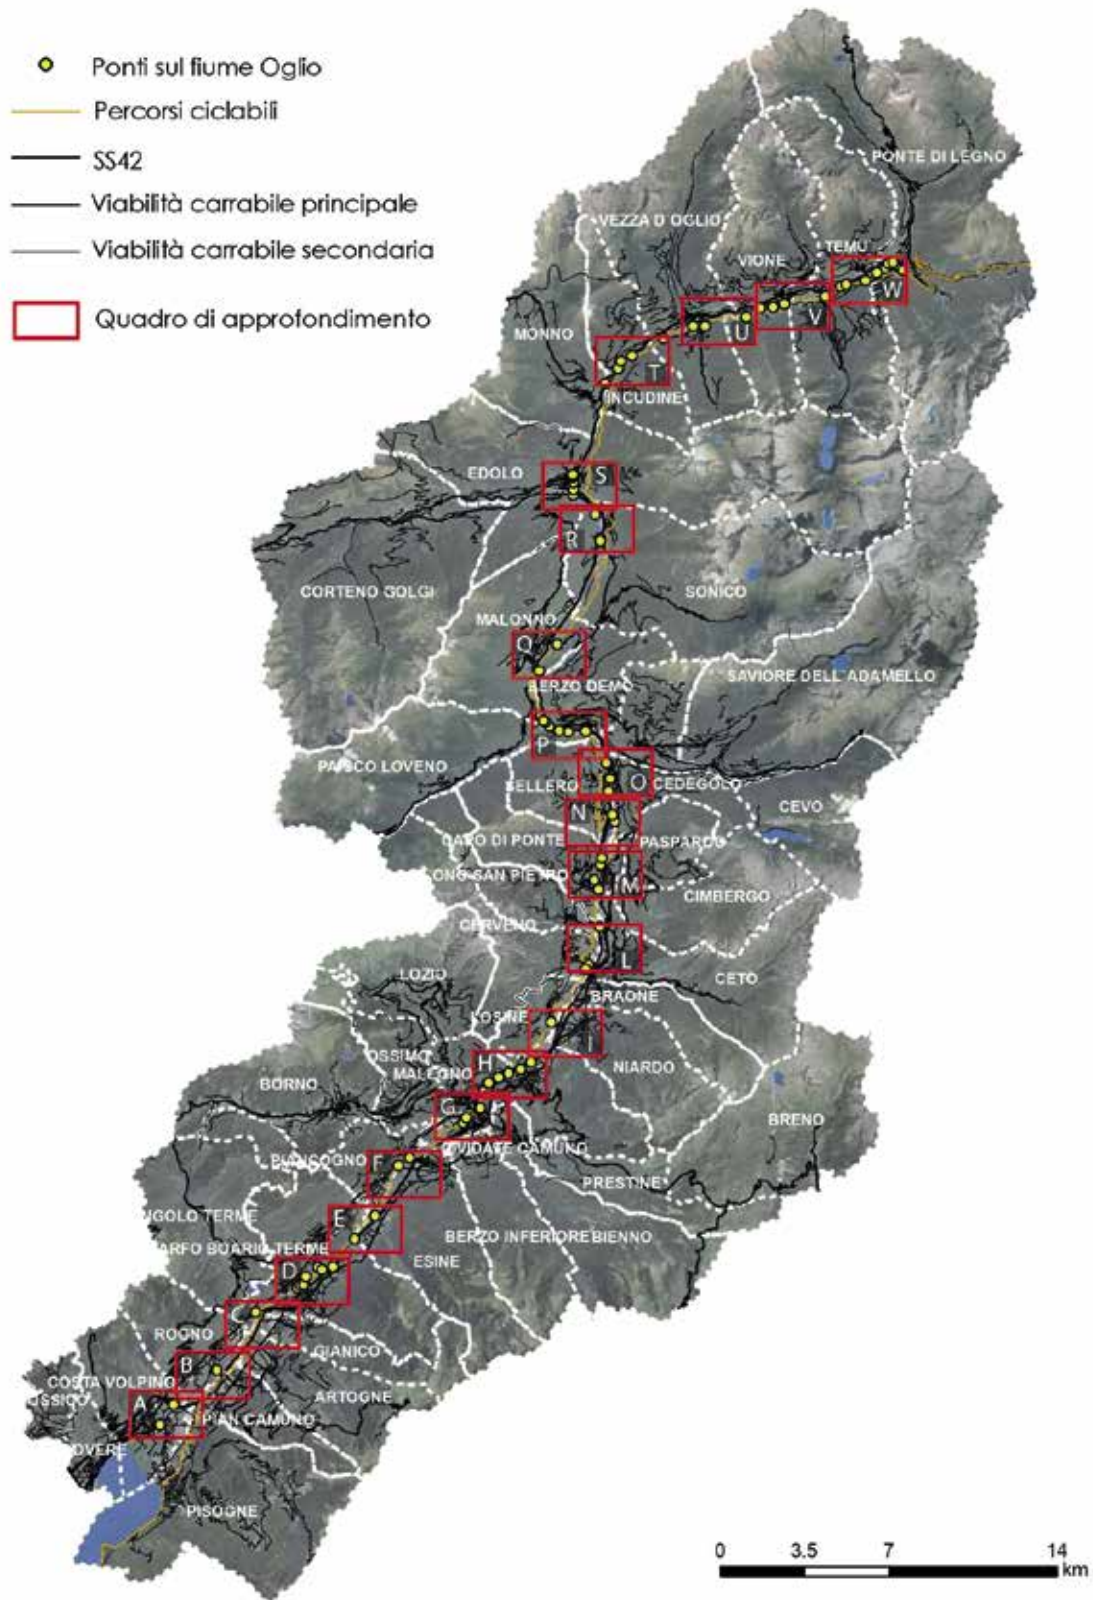 Ponti sul fiume Oglio
Percorsi ciclabili
SS42
Viabilità carrabile principale
Viabilità carrabile secondaria
Quadro di approfondimento
PONTE DI LEGNO
VEZZA D'OGLIO
TEMU'
VIONE
W
V
U
MONNO
T
INCUDINE
EDOLO
S
R
CORTENO GOLGI
SONICO
MALONNO
Q
SAVIORE DELL'ADAMELLO
BERZO DEMO
P
PAISCO LOVENO
SELLERO
O
CEDEGOLO
CEVO
N
CAPO DI PONTE
PASPARDO
ONO SAN PIETRO
M
CIMBERGO
CERVENO
L
CETO
LOZIO
BRAONE
LOSINE
I
OSSIMO
H
MALEGNO
NIARDO
BORNO
G
BRENO
CIVIDATE CAMUNO
PIANCOGNO
F
PRESTINE
NGOLO TERME
E
BERZO INFERIORE
BIENNO
ARFO BOARIO TERME
ESINE
D
C
ROGNO
GIANICO
B
COSTA VOLPINO
ARTOGNE
A
PIAN CAMUNO
OVERE
PISOGNE
0 3.5 7 14
km